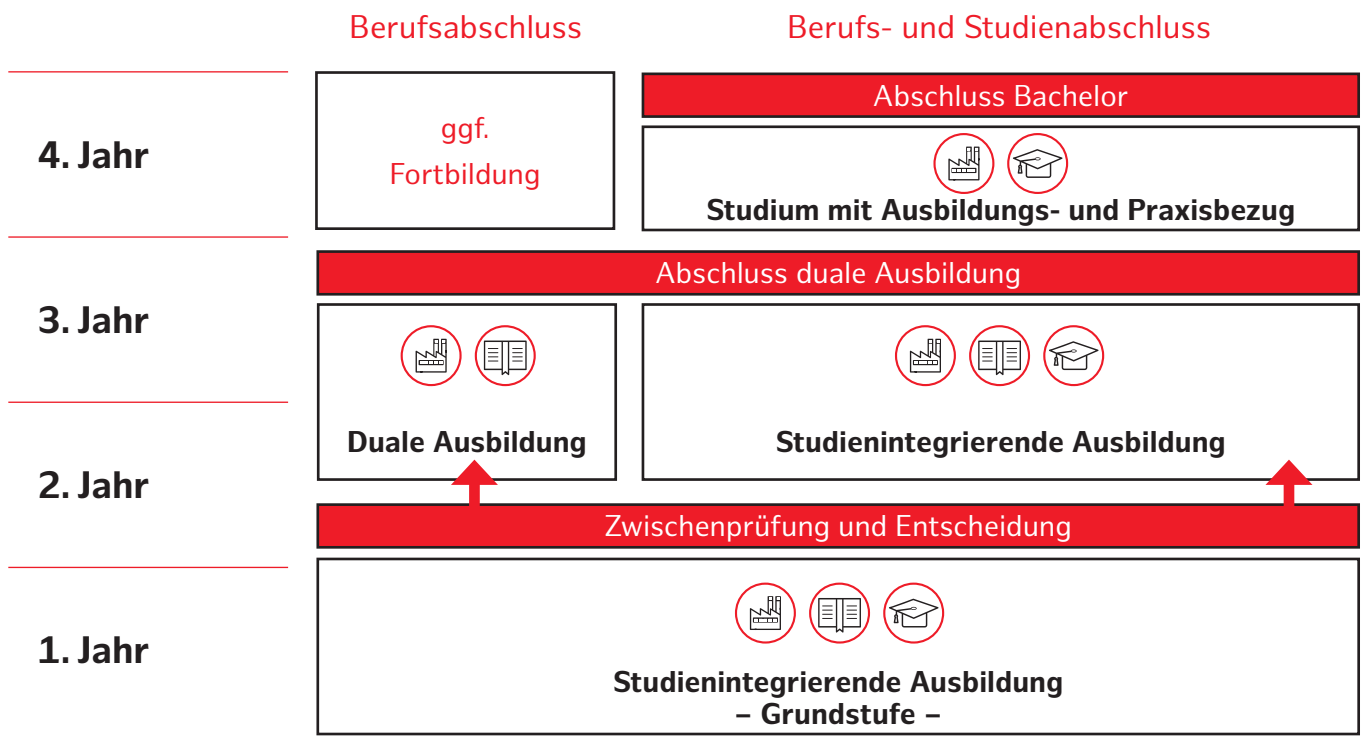 Berufsabschluss
Berufs- und Studienabschluss
4. Jahr
ggf.
Fortbildung
Abschluss Bachelor
Studium mit Ausbildungs- und Praxisbezug
3. Jahr
Abschluss duale Ausbildung
Duale Ausbildung
Studienintegrierende Ausbildung
2. Jahr
Zwischenprüfung und Entscheidung
1. Jahr
Studienintegrierende Ausbildung
– Grundstufe –